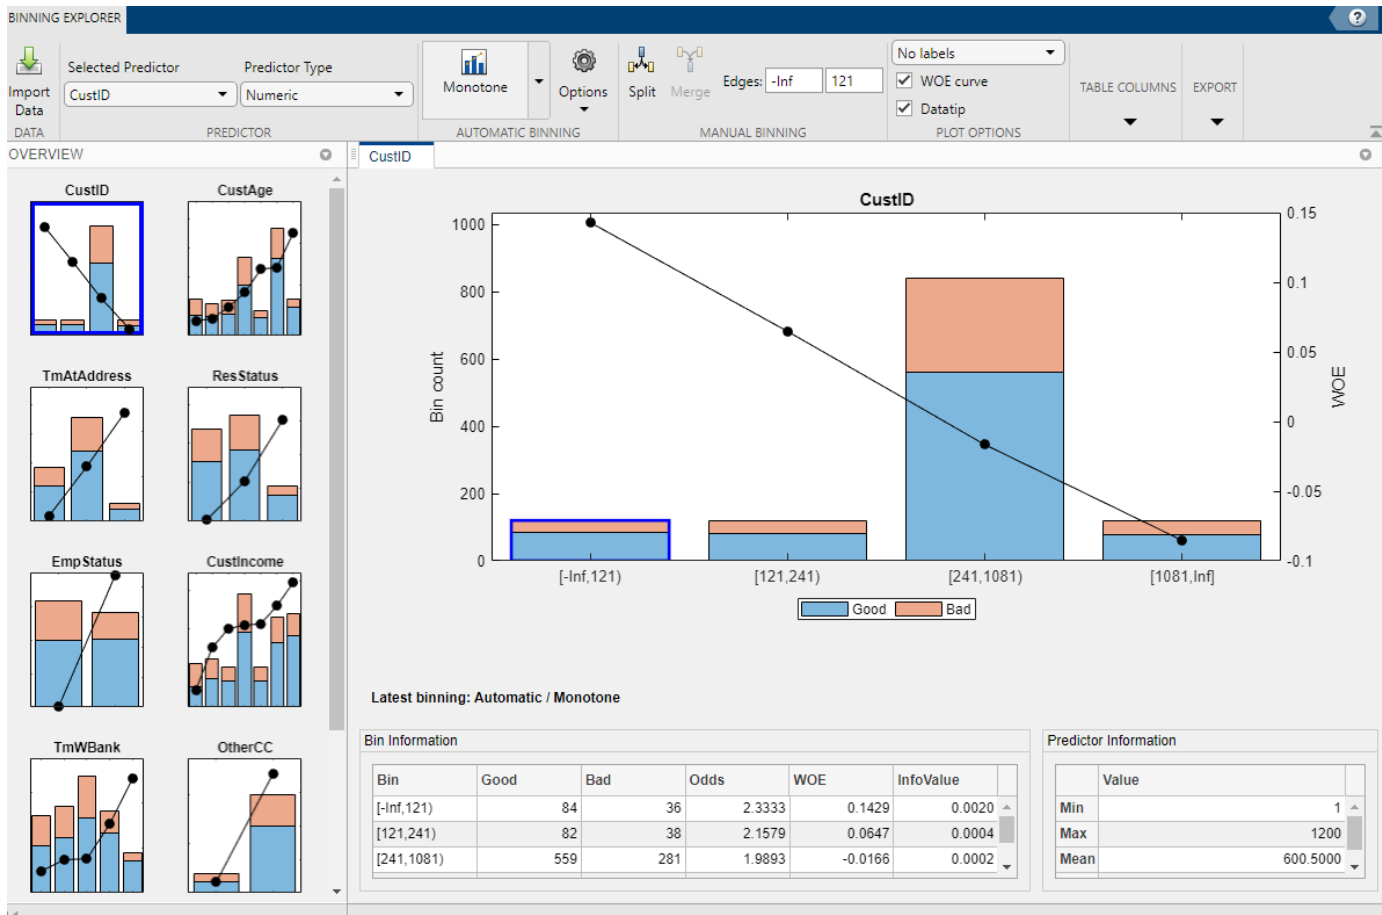 BINNING EXPLORER
?
Import
Data
DATA
Selected Predictor
Predictor Type
CustID
Numeric
PREDICTOR
Monotone
Options
AUTOMATIC BINNING
Split
Merge
Edges:
-Inf
121
MANUAL BINNING
No labels
WOE curve
Datatip
PLOT OPTIONS
TABLE COLUMNS
EXPORT
OVERVIEW
CustID
CustAge
TmAtAddress
ResStatus
EmpStatus
CustIncome
TmWBank
OtherCC
CustID
CustID
1000
800
600
400
200
0
Bin count
0.15
0.1
0.05
0
-0.05
-0.1
WOE
[-Inf,121)
[121,241)
[241,1081)
[1081,Inf]
Good
Bad
Latest binning: Automatic / Monotone
Bin Information
Bin Good Bad Odds WOE InfoValue
[-Inf,121) 84 36 2.3333 0.1429 0.0020
[121,241) 82 38 2.1579 0.0647 0.0004
[241,1081) 559 281 1.9893 -0.0166 0.0002
Predictor Information
Value
Min 1
Max 1200
Mean 600.5000